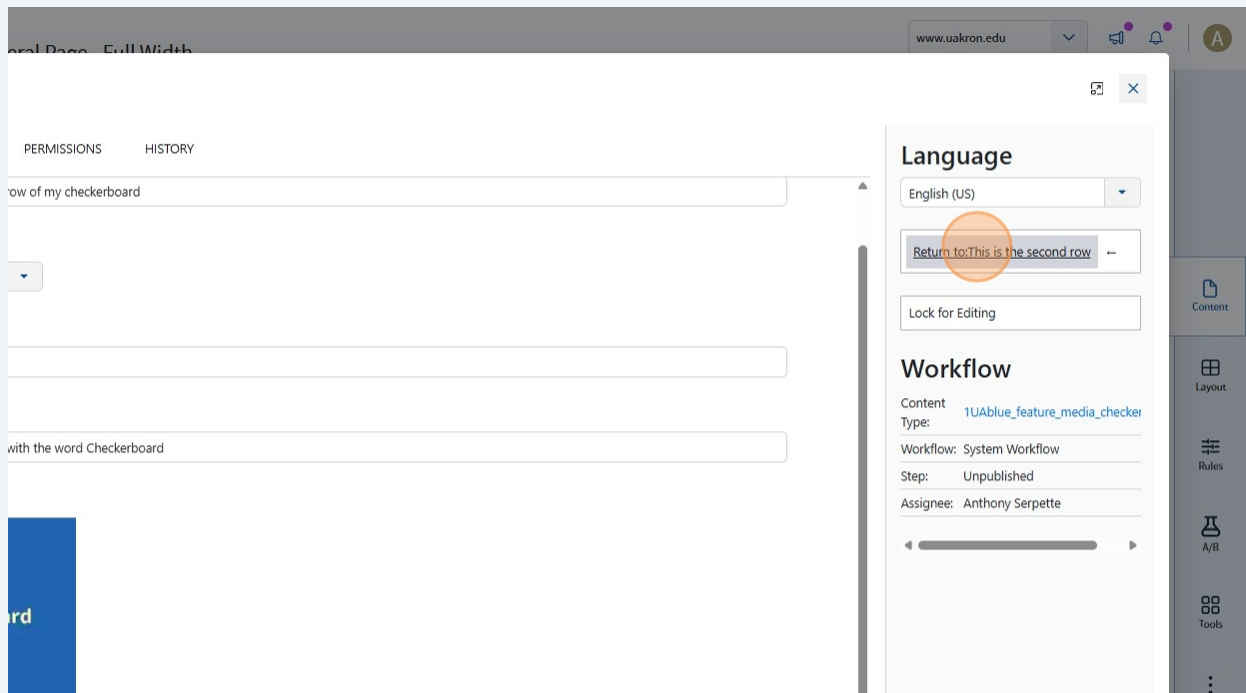 eral Page - Full Width
www.uakron.edu
A
PERMISSIONS
HISTORY
row of my checkerboard
with the word Checkerboard
ard
Language
English (US)
Return to:This is the second row ←
Lock for Editing
Workflow
Content Type: 1UAblue_feature_media_checker
Workflow: System Workflow
Step: Unpublished
Assignee: Anthony Serpette
Content
Layout
Rules
A/B
Tools